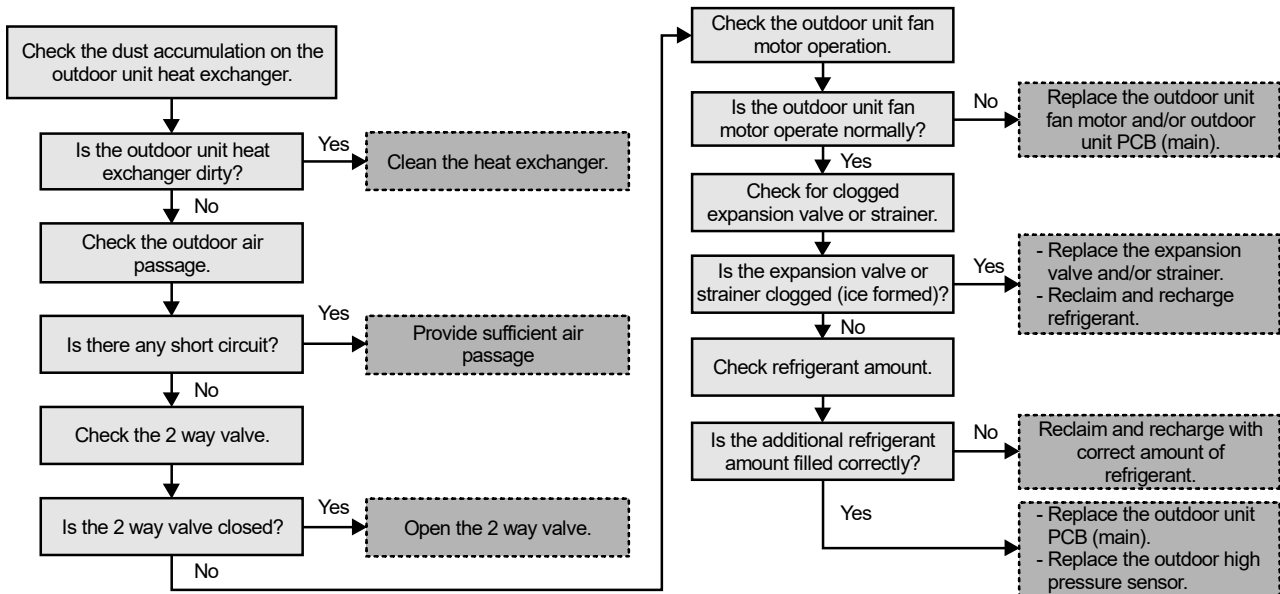 Check the dust accumulation on the
outdoor unit heat exchanger.
Is the outdoor unit heat
exchanger dirty?
Yes
Clean the heat exchanger.
No
Check the outdoor air
passage.
Is there any short circuit?
Yes
Provide sufficient air
passage
No
Check the 2 way valve.
Is the 2 way valve closed?
Yes
Open the 2 way valve.
No
Check the outdoor unit fan
motor operation.
Is the outdoor unit fan
motor operate normally?
No
Replace the outdoor unit
fan motor and/or outdoor
unit PCB (main).
Yes
Check for clogged
expansion valve or strainer.
Is the expansion valve or
strainer clogged (ice formed)?
Yes
- Replace the expansion
valve and/or strainer.
- Reclaim and recharge
refrigerant.
No
Check refrigerant amount.
Is the additional refrigerant
amount filled correctly?
No
Reclaim and recharge with
correct amount of
refrigerant.
Yes
- Replace the outdoor unit
PCB (main).
- Replace the outdoor high
pressure sensor.